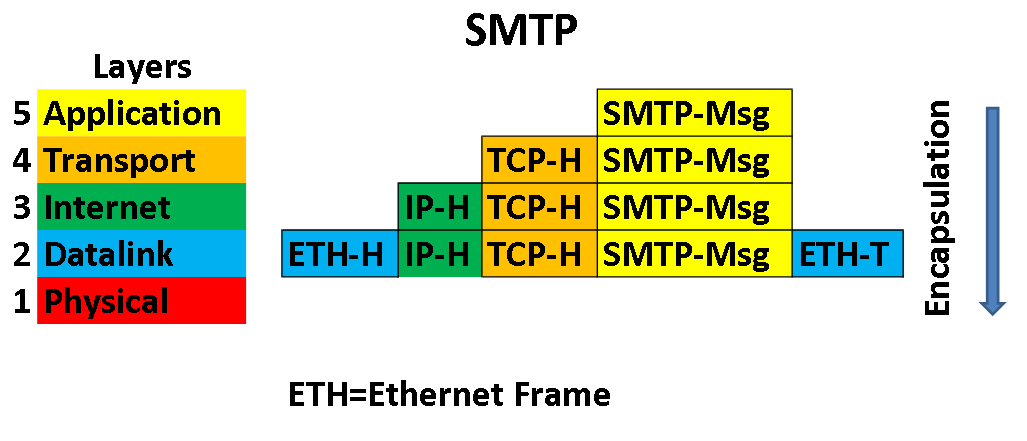 SMTP
Layers
5 Application SMTP-Msg
4 Transport TCP-H SMTP-Msg
3 Internet IP-H TCP-H SMTP-Msg
2 Datalink ETH-H IP-H TCP-H SMTP-Msg ETH-T
1 Physical
Encapsulation
ETH=Ethernet Frame